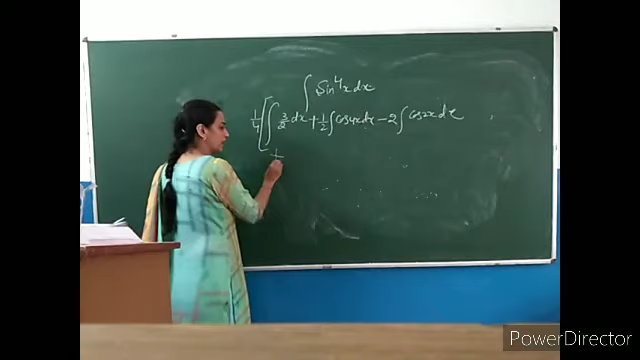 ∫ Sin⁴x dx
1/4 [∫ 3/2 dx + 1/2 ∫ cos4x dx - 2 ∫ cos2x dx
PowerDirector